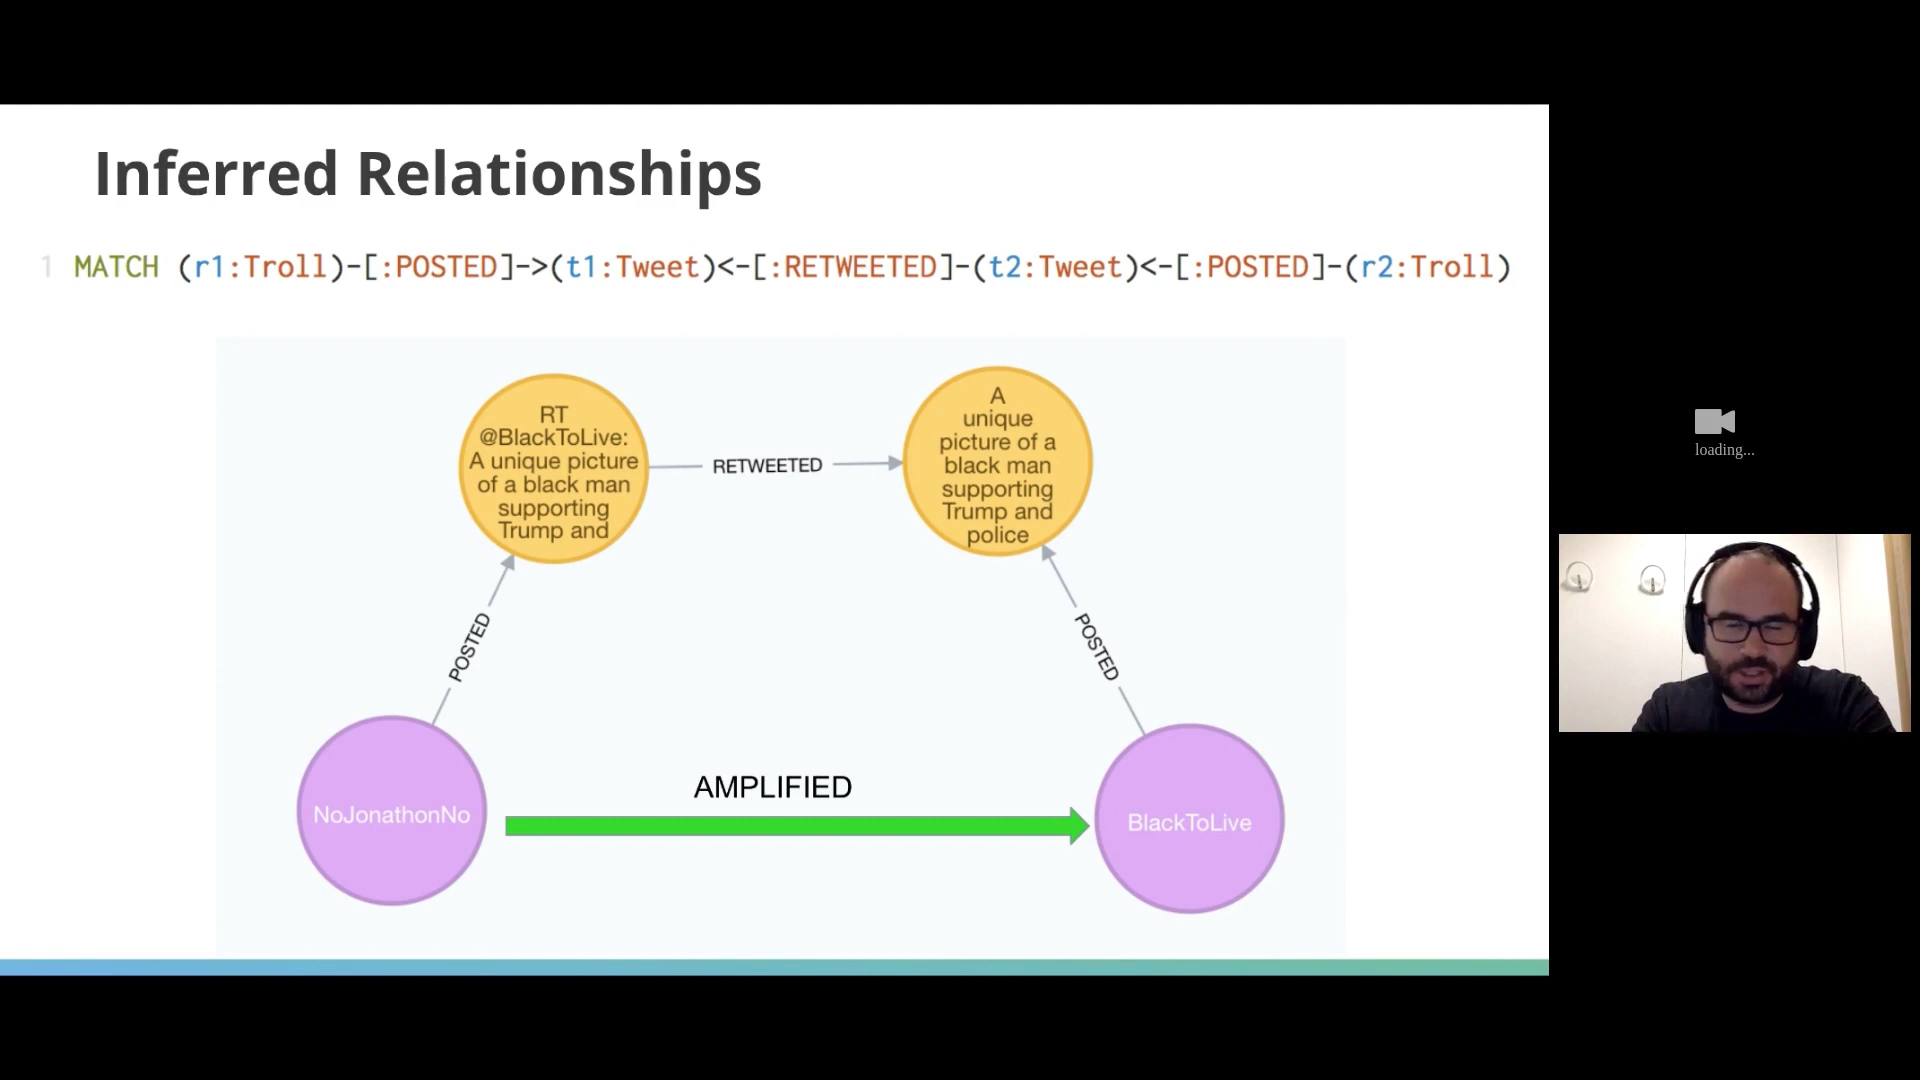 Inferred Relationships
1 MATCH (r1:Troll)-[:POSTED]->(t1:Tweet)<-[:RETWEETED]-(t2:Tweet)<-[:POSTED]-(r2:Troll)
RT
@BlackToLive:
A unique picture
of a black man
supporting
Trump and
RETWEETED
A
unique
picture of a
black man
supporting
Trump and
police
POSTED
POSTED
NoJonathonNo
AMPLIFIED
BlackToLive
loading...